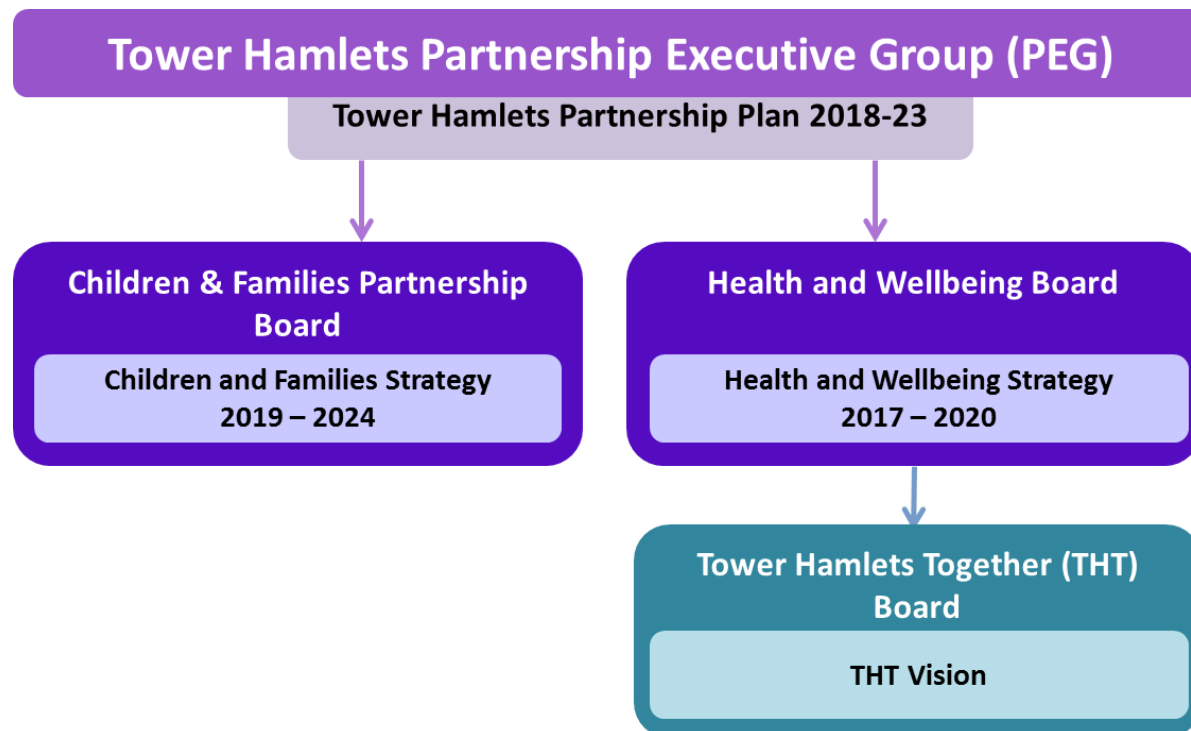 Tower Hamlets Partnership Executive Group (PEG)
Tower Hamlets Partnership Plan 2018-23
Children & Families Partnership
Board
Children and Families Strategy
2019 – 2024
Health and Wellbeing Board
Health and Wellbeing Strategy
2017 – 2020
Tower Hamlets Together (THT)
Board
THT Vision